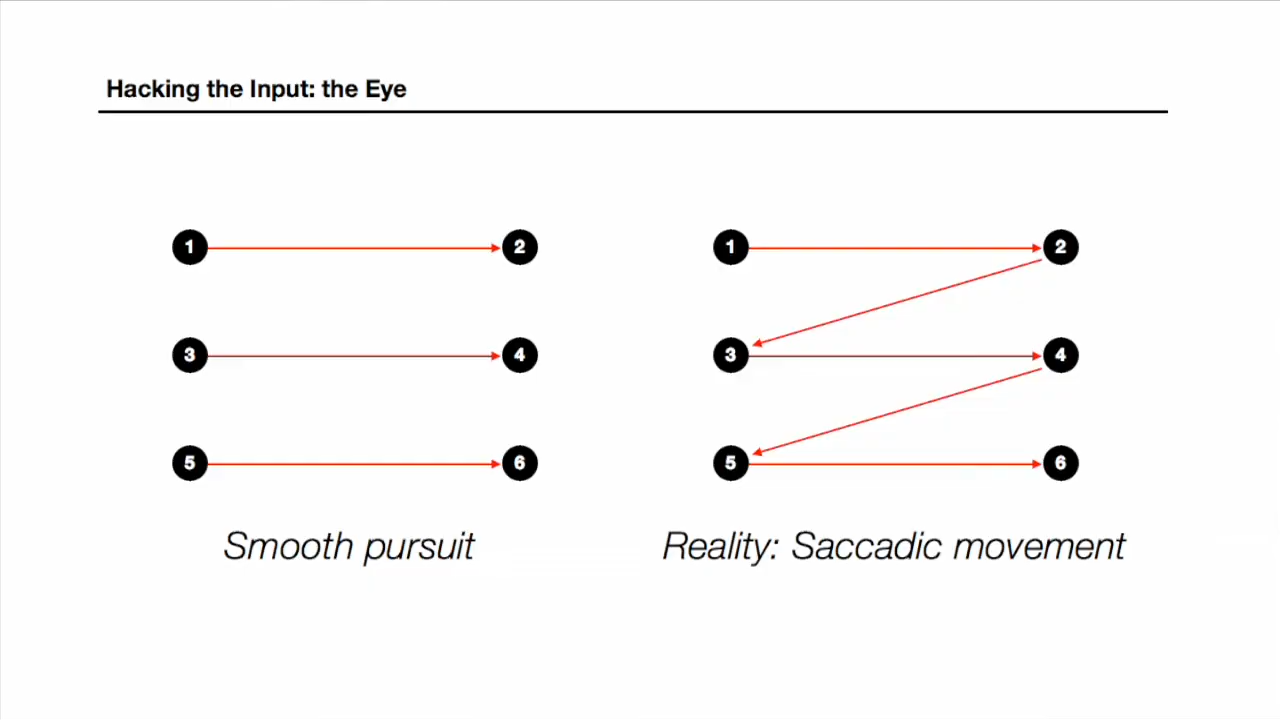 Hacking the Input: the Eye
1 2
3 4
5 6
Smooth pursuit
1 2
3 4
5 6
Reality: Saccadic movement